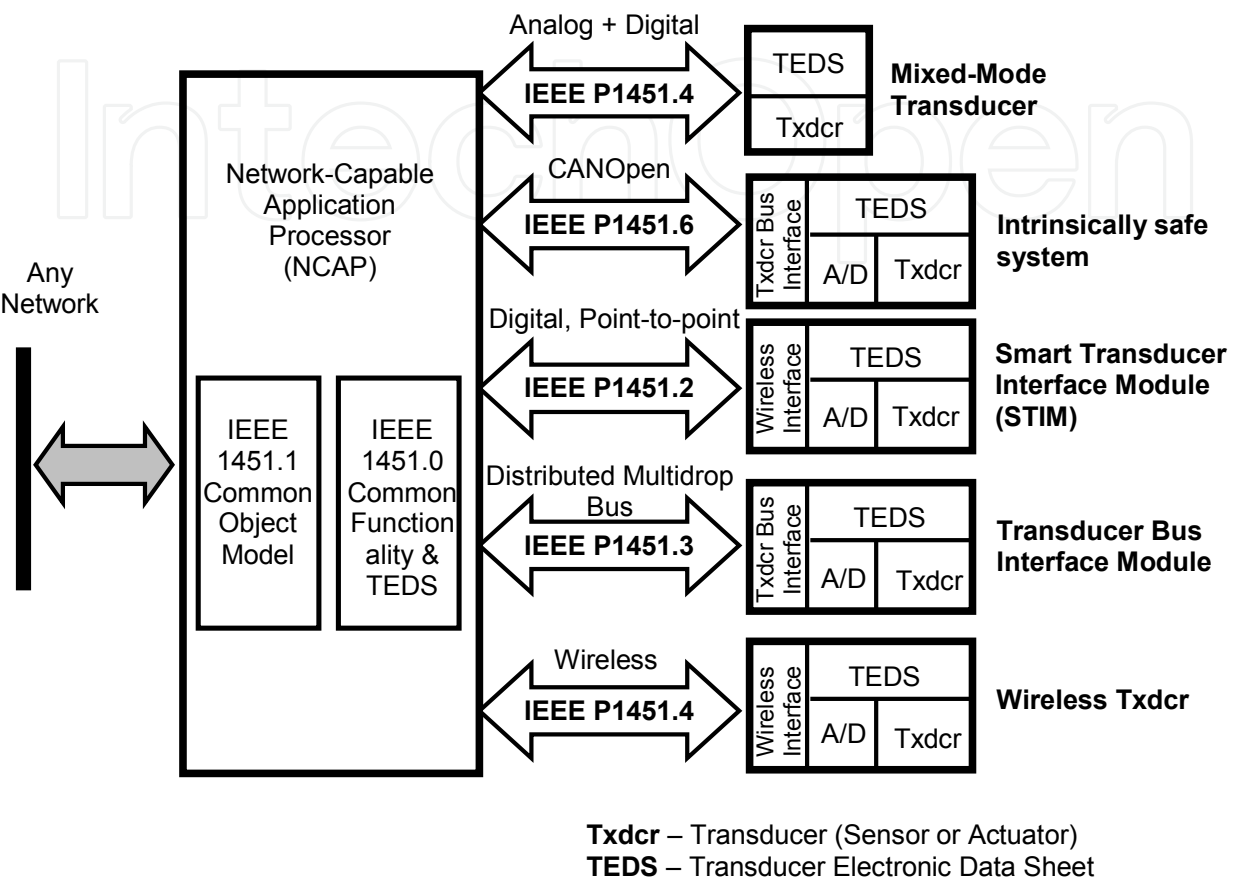 IntechOpen
Any
Network
Network-Capable
Application
Processor
(NCAP)
IEEE
1451.1
Common
Object
Model
IEEE
1451.0
Common
Function
ality &
TEDS
Analog + Digital
IEEE P1451.4
TEDS
Txdcr
Mixed-Mode
Transducer
CANOpen
IEEE P1451.6
Txdcr Bus
Interface
TEDS
A/D
Txdcr
Intrinsically safe
system
Digital, Point-to-point
IEEE P1451.2
Wireless
Interface
TEDS
A/D
Txdcr
Smart Transducer
Interface Module
(STIM)
Distributed Multidrop
Bus
IEEE P1451.3
Txdcr Bus
Interface
TEDS
A/D
Txdcr
Transducer Bus
Interface Module
Wireless
IEEE P1451.4
Wireless
Interface
TEDS
A/D
Txdcr
Wireless Txdcr
Txdcr – Transducer (Sensor or Actuator)
TEDS – Transducer Electronic Data Sheet